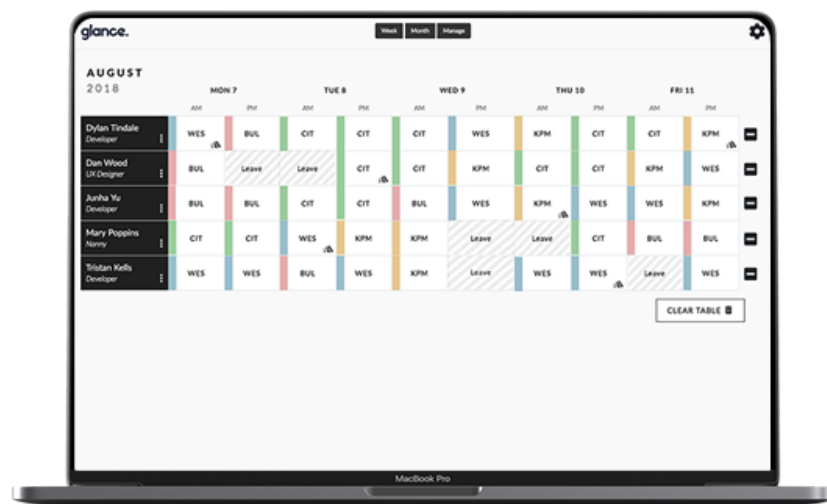 glance.
Week Month Manage
AUGUST
2018
MON 7 TUE 8 WED 9 THU 10 FRI 11
AM PM AM PM AM PM AM PM AM PM
Dylan Tindale
Developer
WES BUL CIT CIT CIT WES KPM CIT CIT KPM
Dan Wood
UX Designer
BUL Leave Leave CIT CIT KPM CIT CIT KPM WES
Junha Yu
Developer
BUL BUL CIT CIT BUL WES KPM WES WES KPM
Mary Poppins
Nanny
CIT CIT WES KPM KPM Leave Leave CIT BUL BUL
Tristan Kells
Developer
WES WES BUL WES KPM Leave WES WES Leave WES
CLEAR TABLE
MacBook Pro